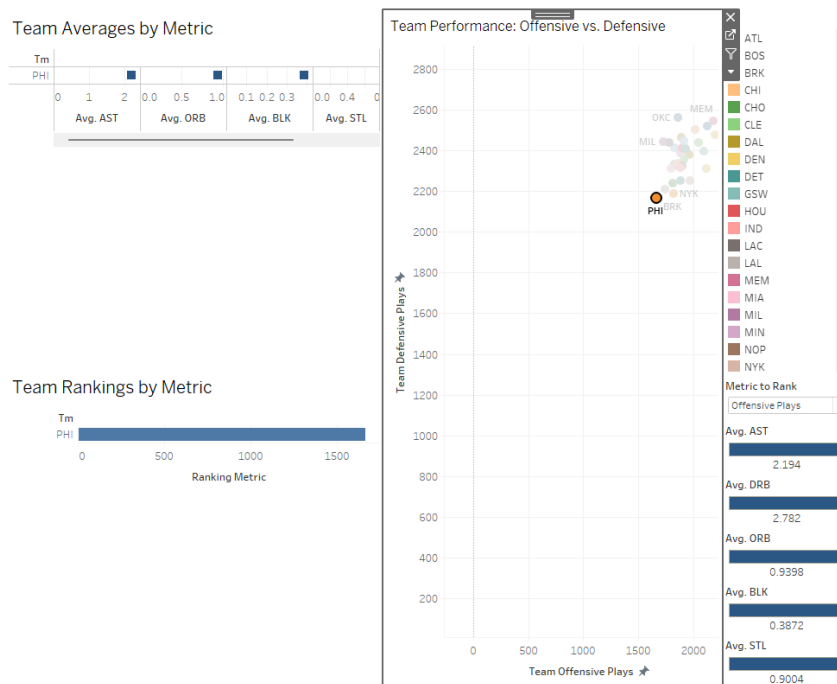 Team Averages by Metric
Tm
PHI
0 1 2 0.0 0.5 1.0 0.1 0.2 0.3 0.0 0.4
Avg. AST Avg. ORB Avg. BLK Avg. STL
Team Rankings by Metric
Tm
PHI
0 500 1000 1500
Ranking Metric
Team Performance: Offensive vs. Defensive
Team Defensive Plays
2800
2600
2400
2200
2000
1800
1600
1400
1200
1000
800
600
400
200
MEM
OKC
MIL
NYK
BRK
PHI
0 500 1000 1500 2000
Team Offensive Plays
ATL
BOS
BRK
CHI
CHO
CLE
DAL
DEN
DET
GSW
HOU
IND
LAC
LAL
MEM
MIA
MIL
MIN
NOP
NYK
Metric to Rank
Offensive Plays
Avg. AST
2.194
Avg. DRB
2.782
Avg. ORB
0.9398
Avg. BLK
0.3872
Avg. STL
0.9004